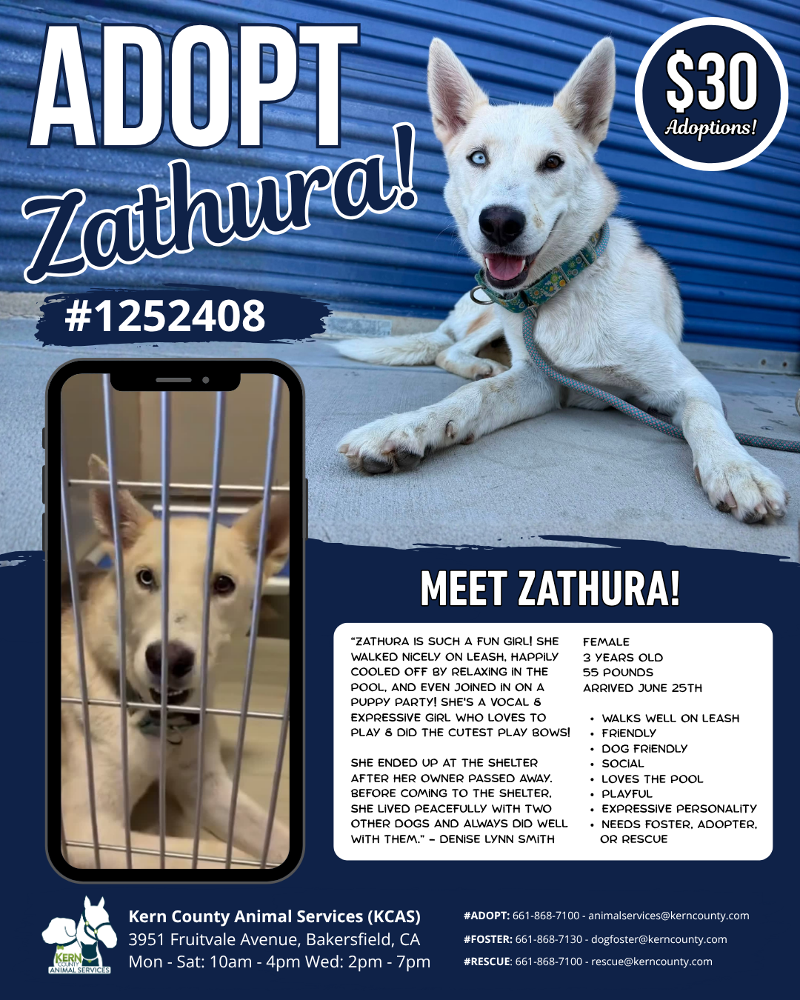 ADOPT
Zathura!
$30
Adoptions!
#1252408
MEET ZATHURA!
“ZATHURA IS SUCH A FUN GIRL! SHE
WALKED NICELY ON LEASH, HAPPILY
COOLED OFF BY RELAXING IN THE
POOL, AND EVEN JOINED IN ON A
PUPPY PARTY! SHE'S A VOCAL &
EXPRESSIVE GIRL WHO LOVES TO
PLAY & DID THE CUTEST PLAY BOWS!
SHE ENDED UP AT THE SHELTER
AFTER HER OWNER PASSED AWAY.
BEFORE COMING TO THE SHELTER,
SHE LIVED PEACEFULLY WITH TWO
OTHER DOGS AND ALWAYS DID WELL
WITH THEM.” – DENISE LYNN SMITH
FEMALE
3 YEARS OLD
55 POUNDS
ARRIVED JUNE 25TH
• WALKS WELL ON LEASH
• FRIENDLY
• DOG FRIENDLY
• SOCIAL
• LOVES THE POOL
• PLAYFUL
• EXPRESSIVE PERSONALITY
• NEEDS FOSTER, ADOPTER,
OR RESCUE
KERN
COUNTY
ANIMAL SERVICES
Kern County Animal Services (KCAS)
3951 Fruitvale Avenue, Bakersfield, CA
Mon - Sat: 10am - 4pm Wed: 2pm - 7pm
#ADOPT: 661-868-7100 - animalservices@kerncounty.com
#FOSTER: 661-868-7130 - dogfoster@kerncounty.com
#RESCUE: 661-868-7100 - rescue@kerncounty.com